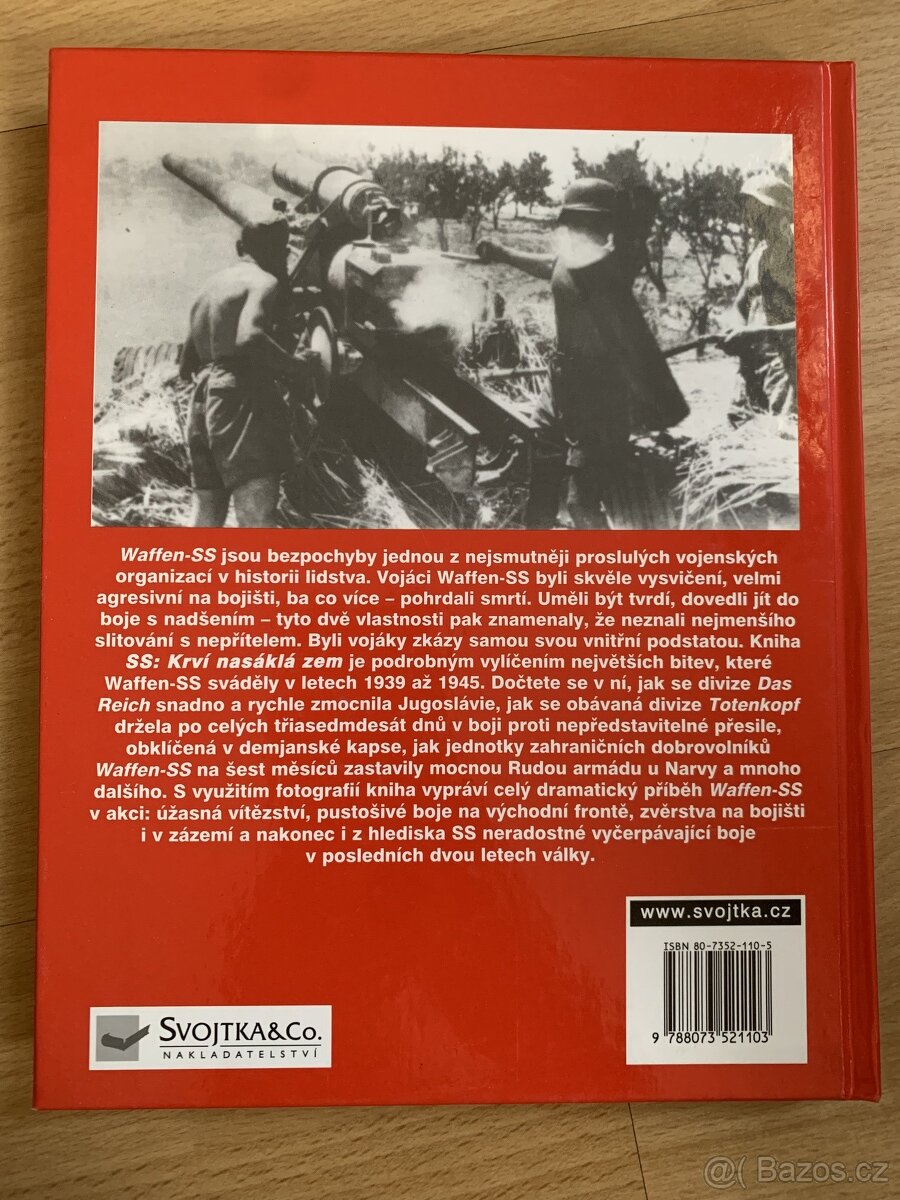 Waffen-SS jsou bezpochyby jednou z nejsmutněji proslulých vojenských
organizací v historii lidstva. Vojáci Waffen-SS byli skvěle vysvičení, velmi
agresivní na bojišti, ba co více – pohrdali smrtí. Uměli být tvrdí, dovedli jít do
boje s nadšením – tyto dvě vlastnosti pak znamenaly, že neznali nejmenšího
slitování s nepřítelem. Byli vojáky zkázy samou svou vnitřní podstatou. Kniha
SS: Krví nasáklá zem je podrobným vylíčením největších bitev, které
Waffen-SS sváděly v letech 1939 až 1945. Dočtete se v ní, jak se divize Das
Reich snadno a rychle zmocnila Jugoslávie, jak se obávaná divize Totenkopf
držela po celých třiasedmdesát dnů v boji proti nepředstavitelné přesile,
obklíčená v demjanské kapse, jak jednotky zahraničních dobrovolníků
Waffen-SS na šest měsíců zastavily mocnou Rudou armádu u Narvy a mnoho
dalšího. S využitím fotografií kniha vypráví celý dramatický příběh Waffen-SS
v akci: úžasná vítězství, pustošivé boje na východní frontě, zvěrstva na bojišti
i v zázemí a nakonec i z hlediska SS neradostné vyčerpávající boje
v posledních dvou letech války.
www.svojtka.cz
ISBN 80-7352-110-5
9 788073 521103
SVOJTKA&CO.
NAKLADATELSTVÍ
@( Bazos.cz